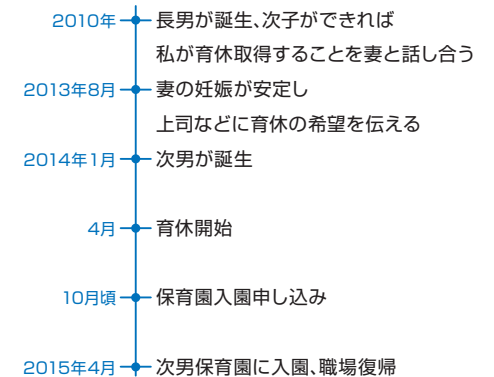 2010年 長男が誕生、次子ができれば
私が育休取得することを妻と話し合う
2013年8月 妻の妊娠が安定し
上司などに育休の希望を伝える
2014年1月 次男が誕生
4月 育休開始
10月頃 保育園入園申し込み
2015年4月 次男保育園に入園、職場復帰